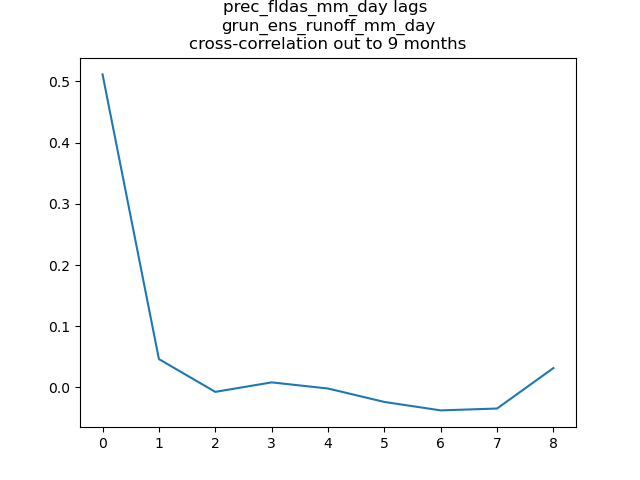 prec_fldas_mm_day lags
grun_ens_runoff_mm_day
cross-correlation out to 9 months
0.5
0.4
0.3
0.2
0.1
0.0
0 1 2 3 4 5 6 7 8